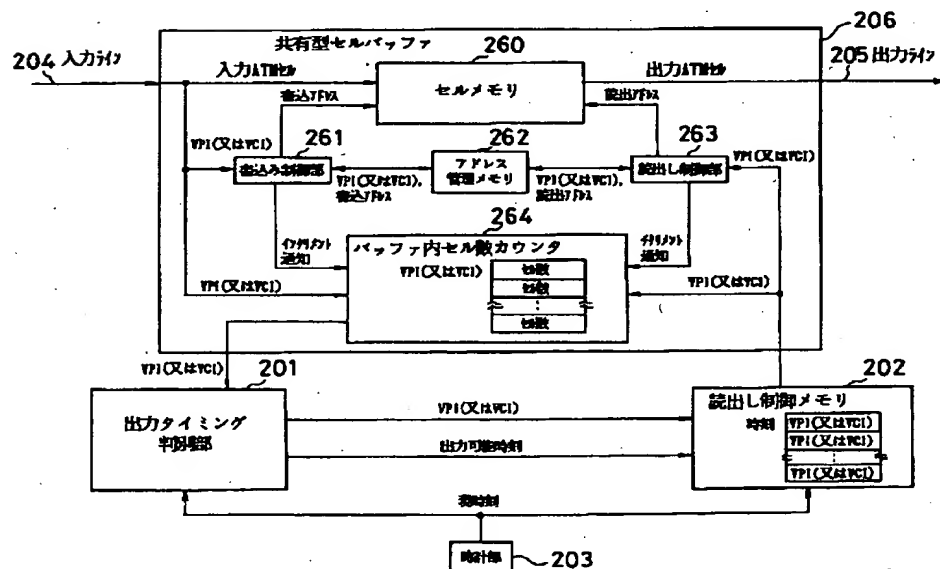 206
共有型セルバッファ
204 入力ライン
入力ATMセル
260
セルメモリ
出力ATMセル
205 出力ライン
書込アドレス
読出アドレス
VPI(又はVCI)
261
書込み制御部
262
アドレス
管理メモリ
263
読出し制御部
VPI(又はVCI)
VPI(又はVCI),
書込アドレス
VPI(又はVCI),
読出アドレス
264
インクリメント
通知
バッファ内セル数カウンタ
デクリメント
通知
VPI(又はVCI)
セル数
セル数
セル数
VPI(又はVCI)
VPI(又はVCI)
VPI(又はVCI)
201
出力タイミング
判断部
VPI(又はVCI)
出力可能時刻
202
読出し制御メモリ
時刻
VPI(又はVCI)
VPI(又はVCI)
VPI(又はVCI)
現時刻
時計部
203